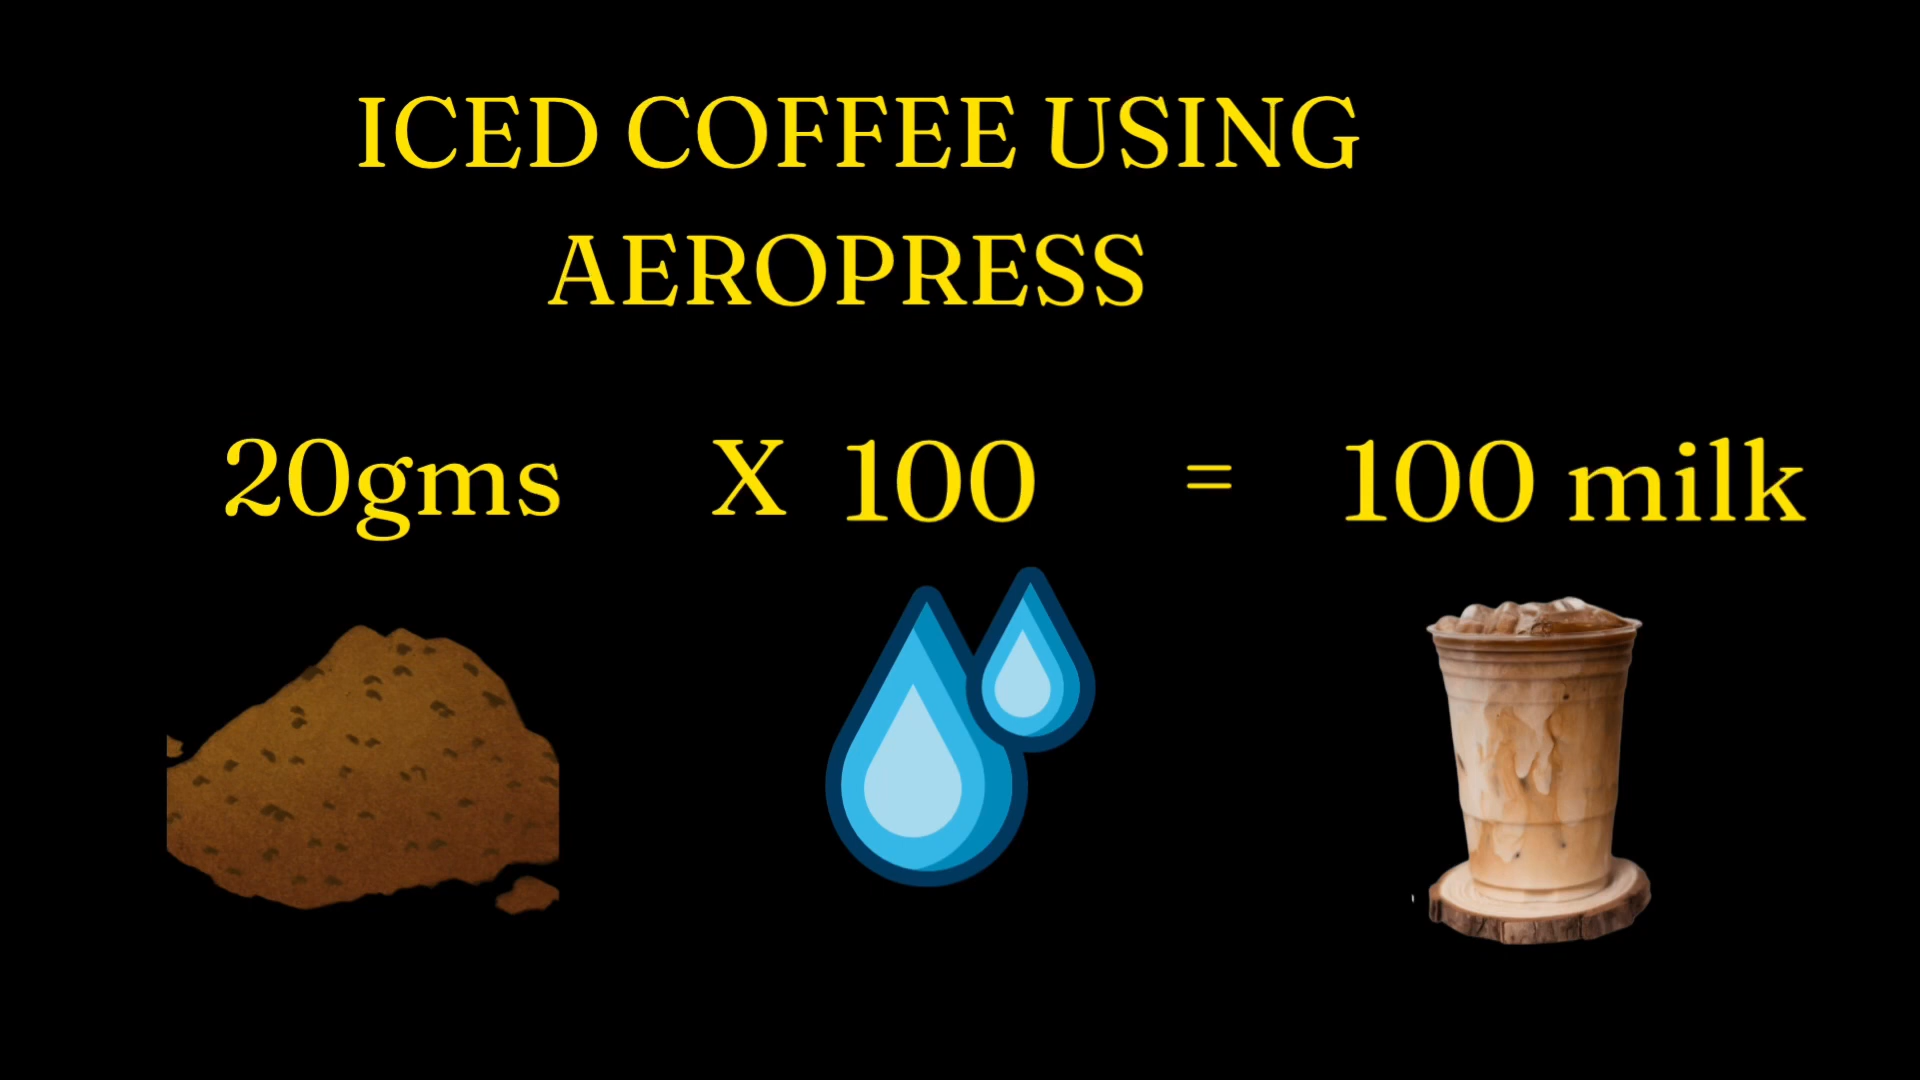 ICED COFFEE USING
AEROPRESS
20gms X 100 = 100 milk